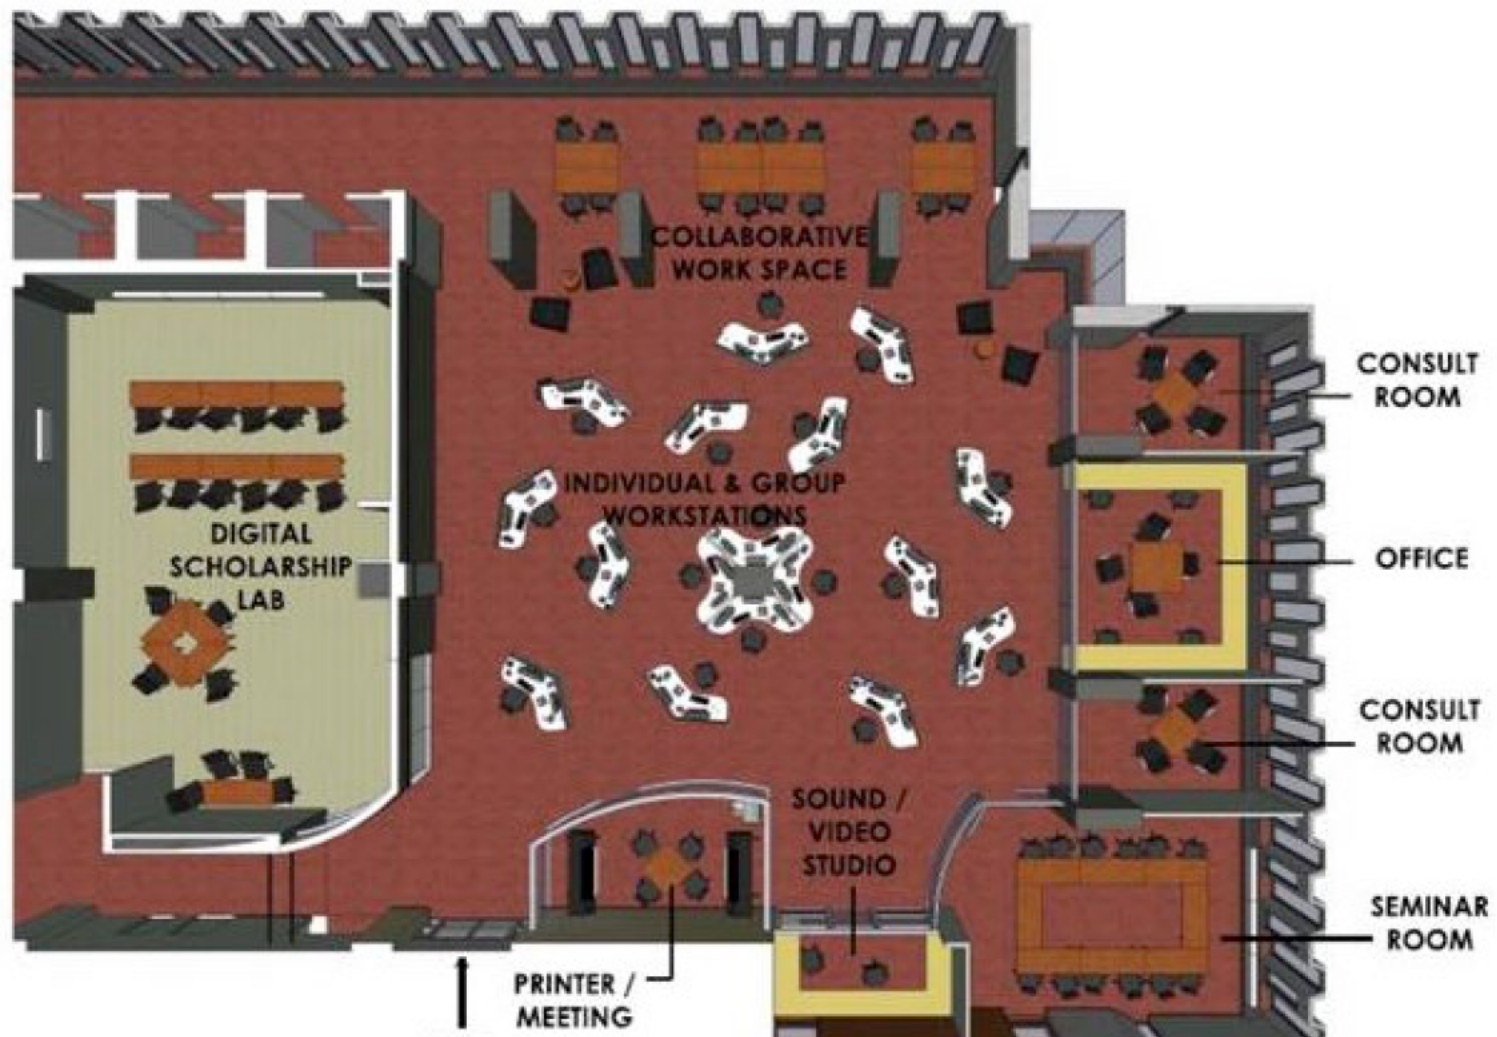 COLLABORATIVE
WORK SPACE
CONSULT
ROOM
INDIVIDUAL & GROUP
WORKSTATIONS
DIGITAL
SCHOLARSHIP
LAB
OFFICE
CONSULT
ROOM
SOUND /
VIDEO
STUDIO
SEMINAR
ROOM
PRINTER /
MEETING